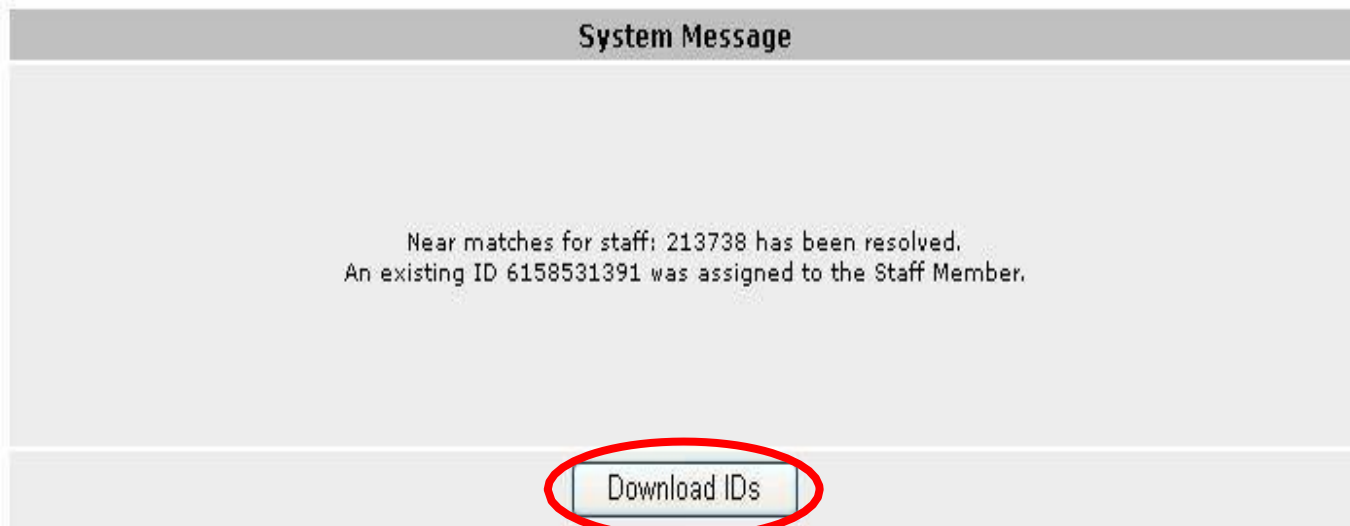 System Message
Near matches for staff: 213738 has been resolved.
An existing ID 6158531391 was assigned to the Staff Member.
Download IDs